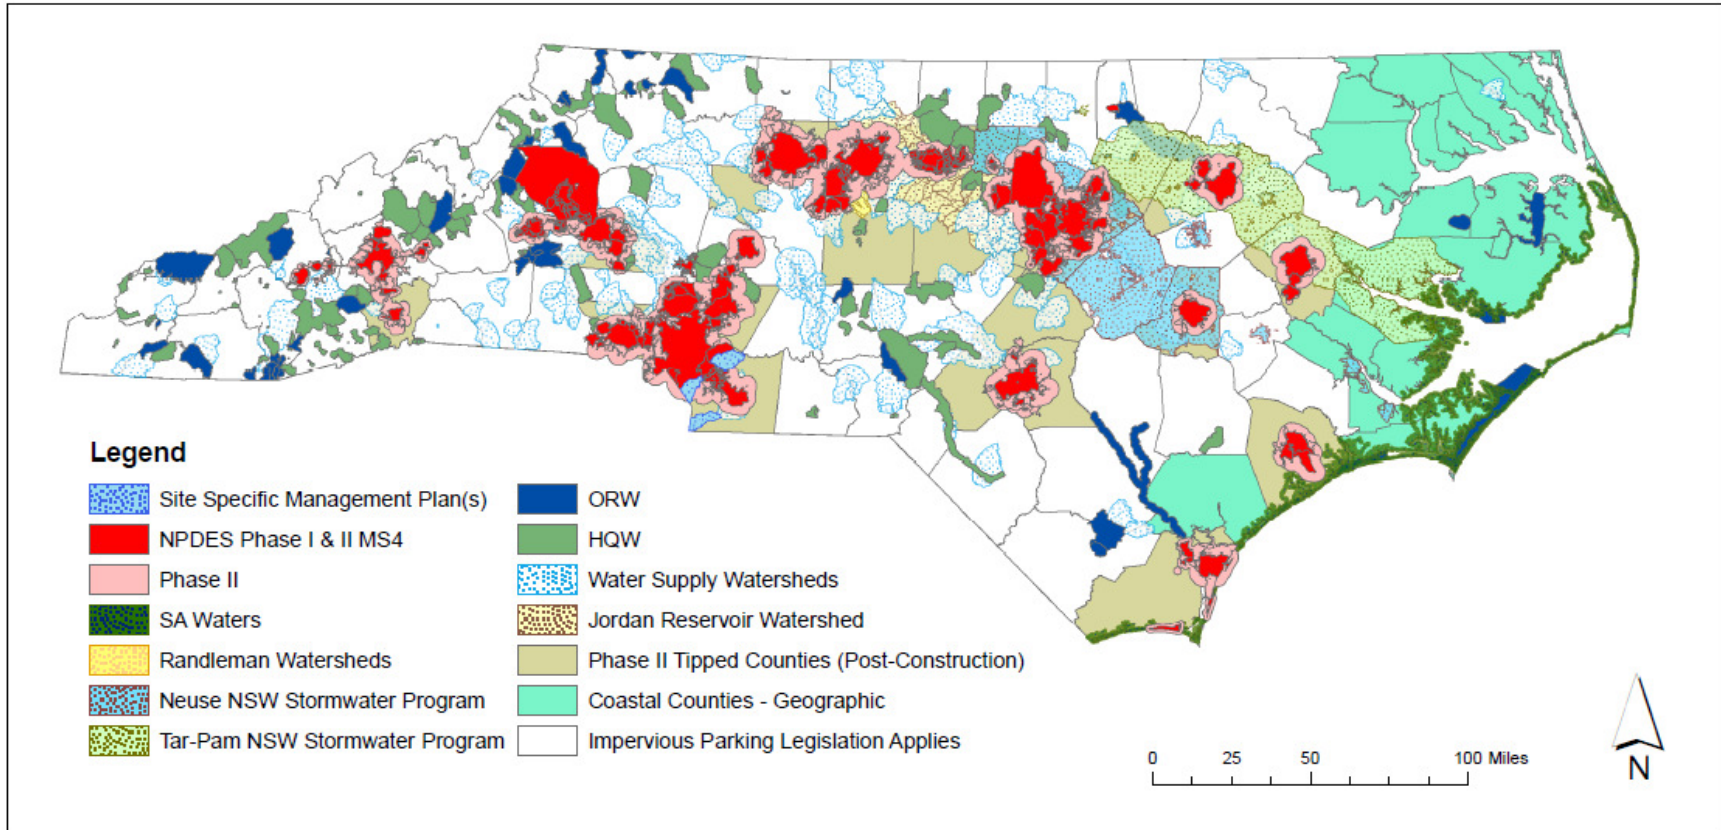 Legend
Site Specific Management Plan(s)
NPDES Phase I & II MS4
Phase II
SA Waters
Randleman Watersheds
Neuse NSW Stormwater Program
Tar-Pam NSW Stormwater Program
ORW
HQW
Water Supply Watersheds
Jordan Reservoir Watershed
Phase II Tipped Counties (Post-Construction)
Coastal Counties - Geographic
Impervious Parking Legislation Applies
0 25 50 100 Miles
N